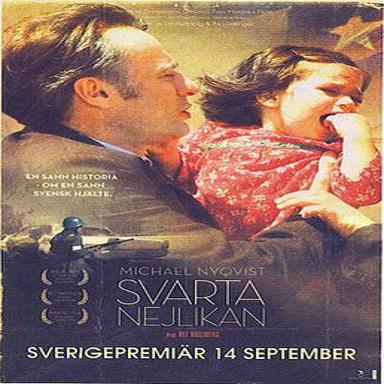 EN SANN HISTORIA
- OM EN SANN
SVENSK HJÄLTE.
MICHAEL NYQVIST
SVARTA
NEJLIKAN
SVERIGEPREMIÄR 14 SEPTEMBER